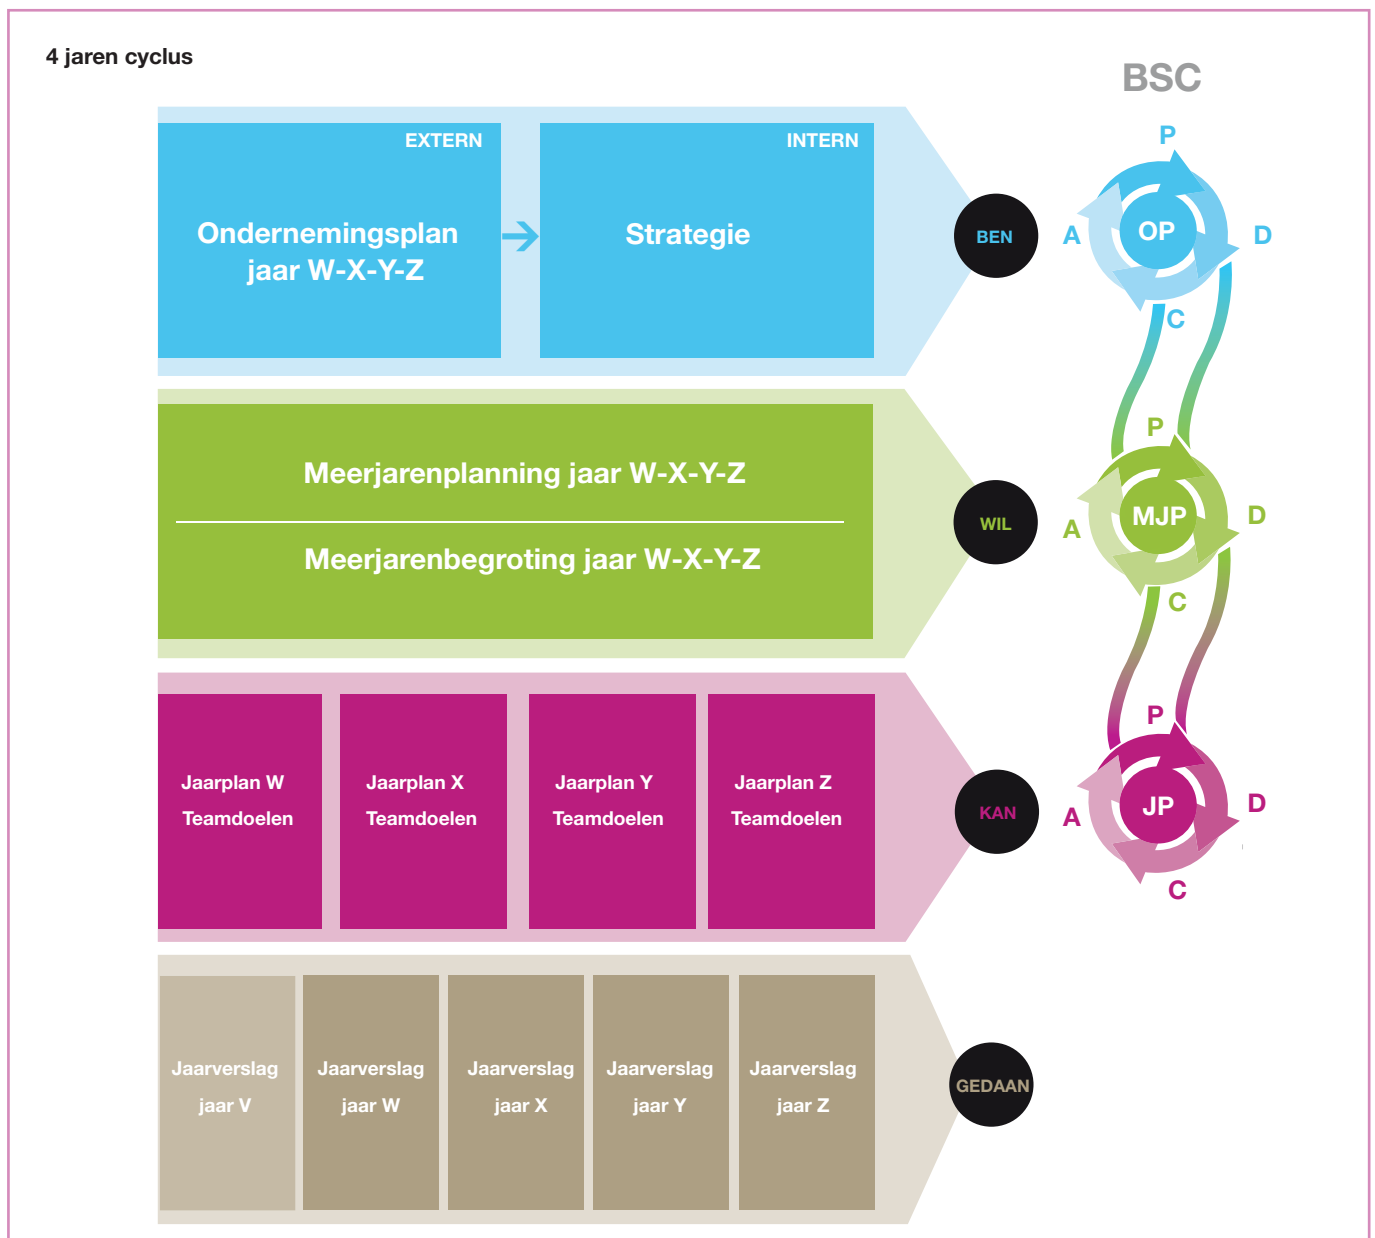 4 jaren cyclus
BSC
EXTERN
Ondernemingsplan
jaar W-X-Y-Z
INTERN
Strategie
BEN
P
A
OP
D
C
Meerjarenplanning jaar W-X-Y-Z
Meerjarenbegroting jaar W-X-Y-Z
WIL
P
A
MJP
D
C
Jaarplan W
Teamdoelen
Jaarplan X
Teamdoelen
Jaarplan Y
Teamdoelen
Jaarplan Z
Teamdoelen
KAN
P
A
JP
D
C
Jaarverslag
jaar V
Jaarverslag
jaar W
Jaarverslag
jaar X
Jaarverslag
jaar Y
Jaarverslag
jaar Z
GEDAAN